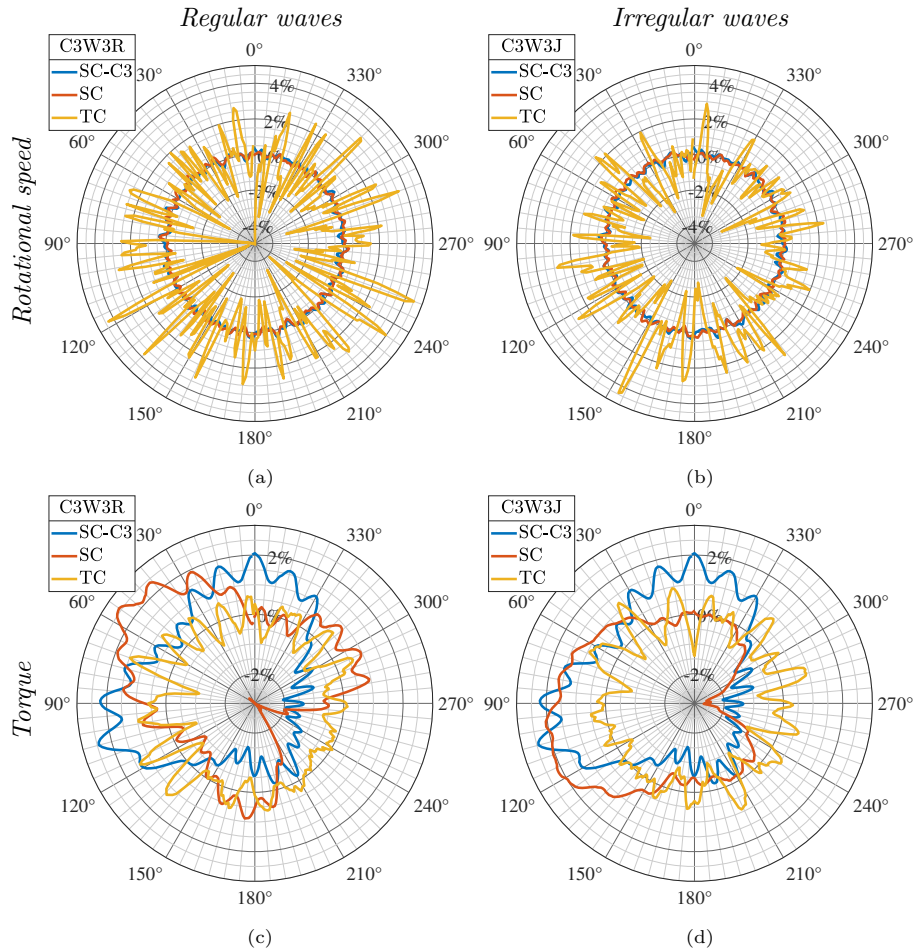 Regular waves
Irregular waves
Rotational speed
Torque
C3W3R
SC-C3
SC
TC
0°
30°
60°
90°
120°
150°
180°
210°
240°
270°
300°
330°
4%
2%
0%
-2%
-4%
(a)
C3W3J
SC-C3
SC
TC
0°
30°
60°
90°
120°
150°
180°
210°
240°
270°
300°
330°
4%
2%
0%
-2%
-4%
(b)
C3W3R
SC-C3
SC
TC
0°
30°
60°
90°
120°
150°
180°
210°
240°
270°
300°
330°
2%
0%
-2%
(c)
C3W3J
SC-C3
SC
TC
0°
30°
60°
90°
120°
150°
180°
210°
240°
270°
300°
330°
2%
0%
-2%
(d)